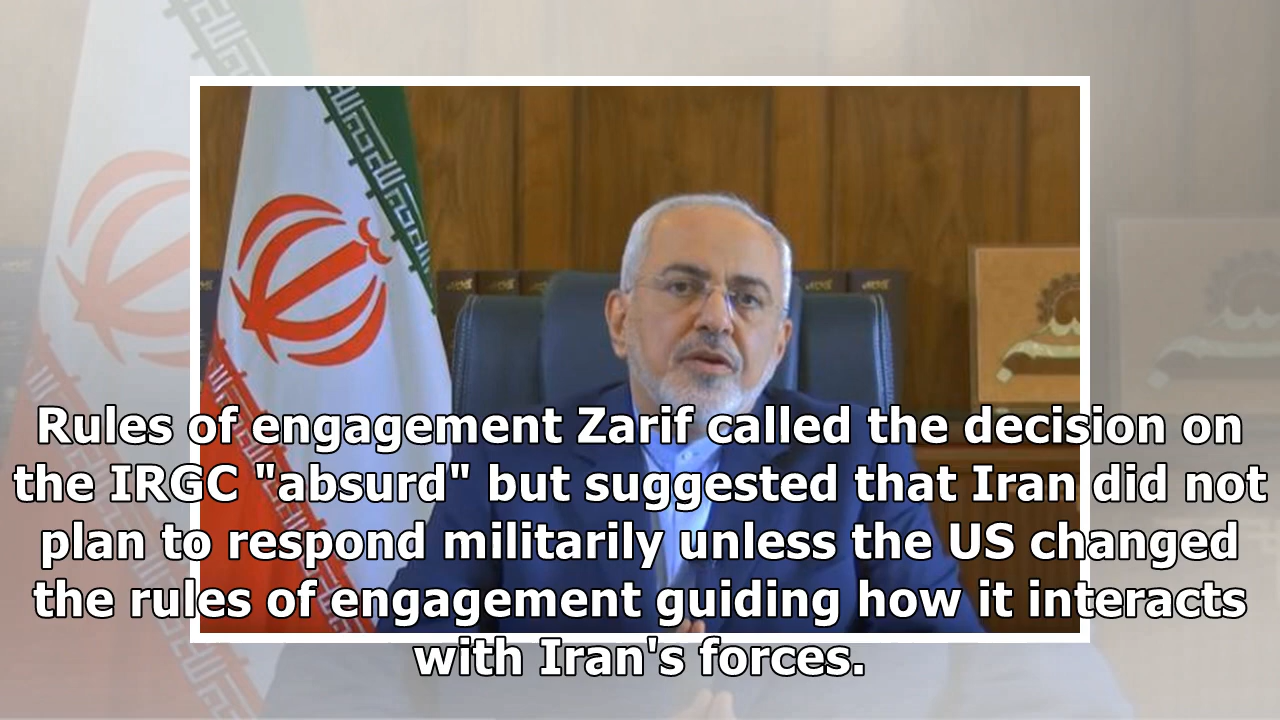 Rules of engagement Zarif called the decision on
the IRGC "absurd" but suggested that Iran did not
plan to respond militarily unless the US changed
the rules of engagement guiding how it interacts
with Iran's forces.